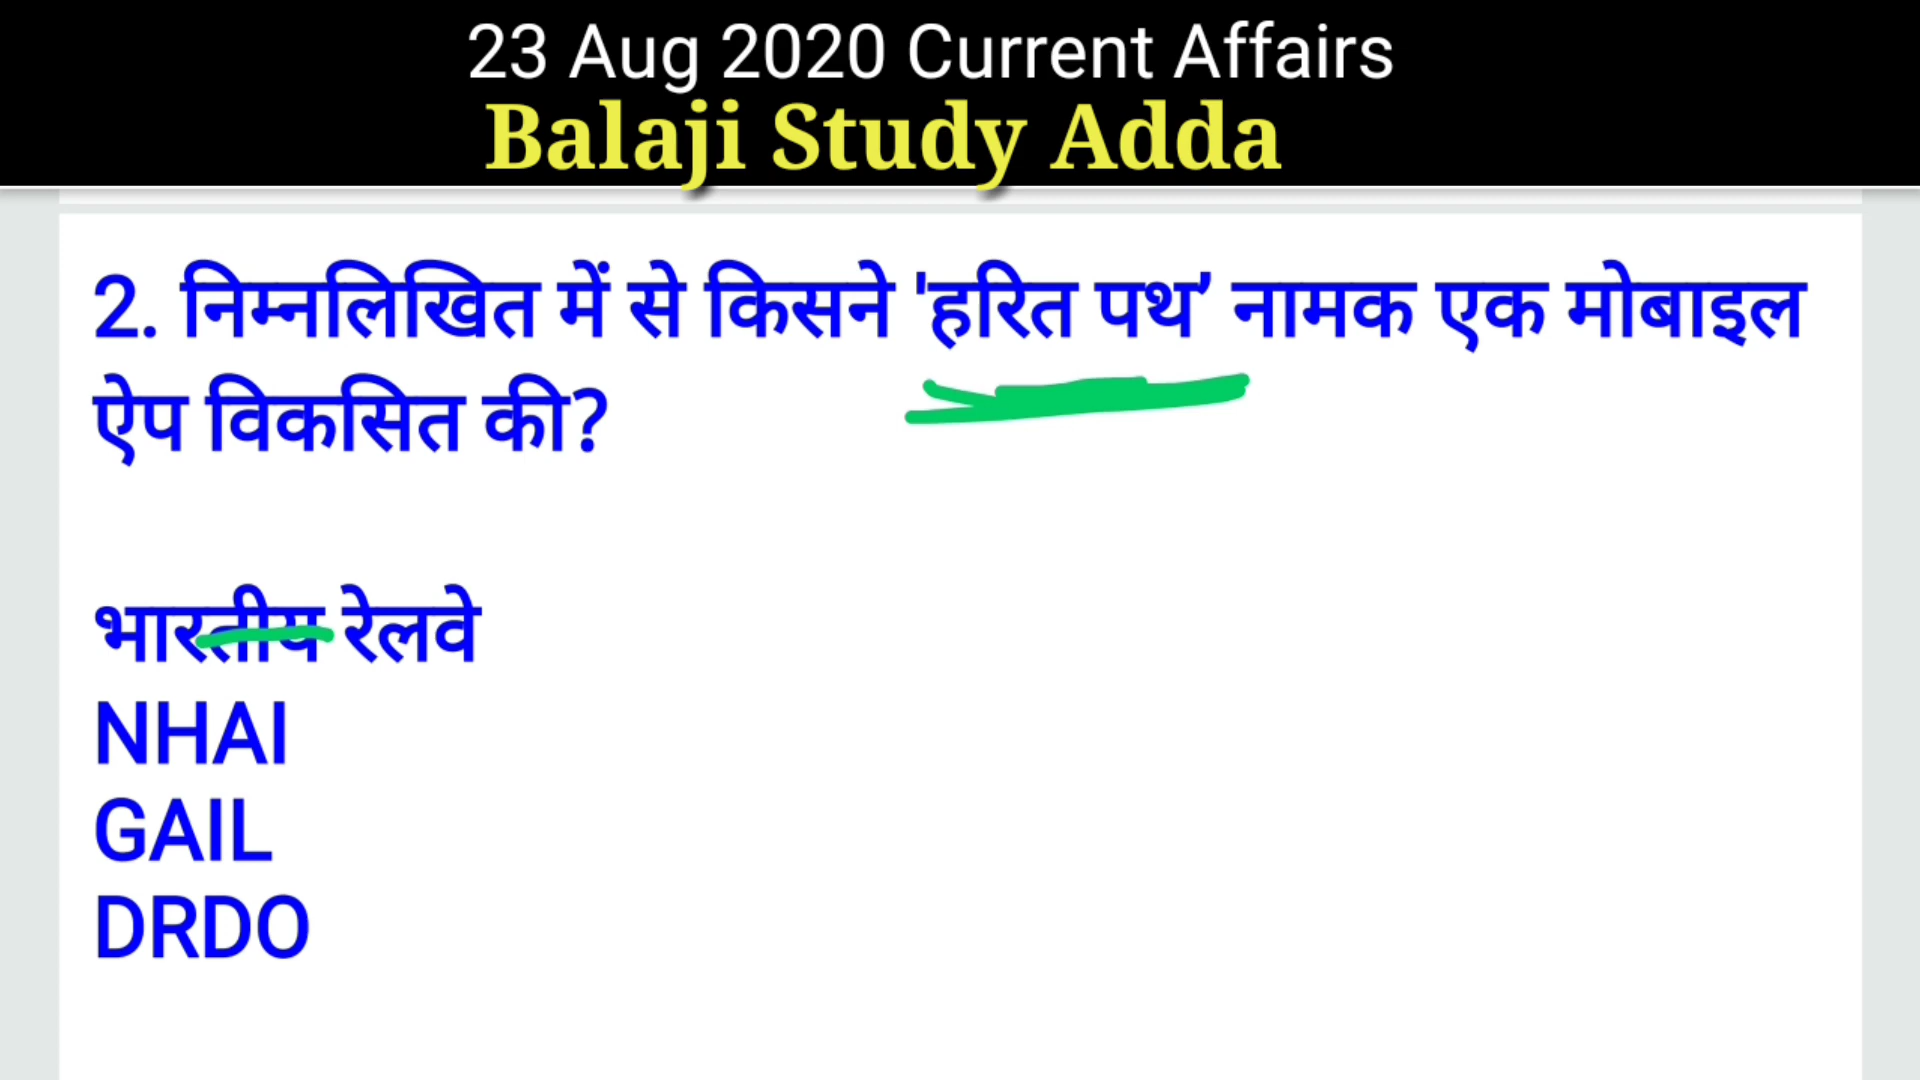 23 Aug 2020 Current Affairs
Balaji Study Adda
2. निम्नलिखित में से किसने 'हरित पथ’ नामक एक मोबाइल
ऐप विकसित की?
भारतीय रेलवे
NHAI
GAIL
DRDO